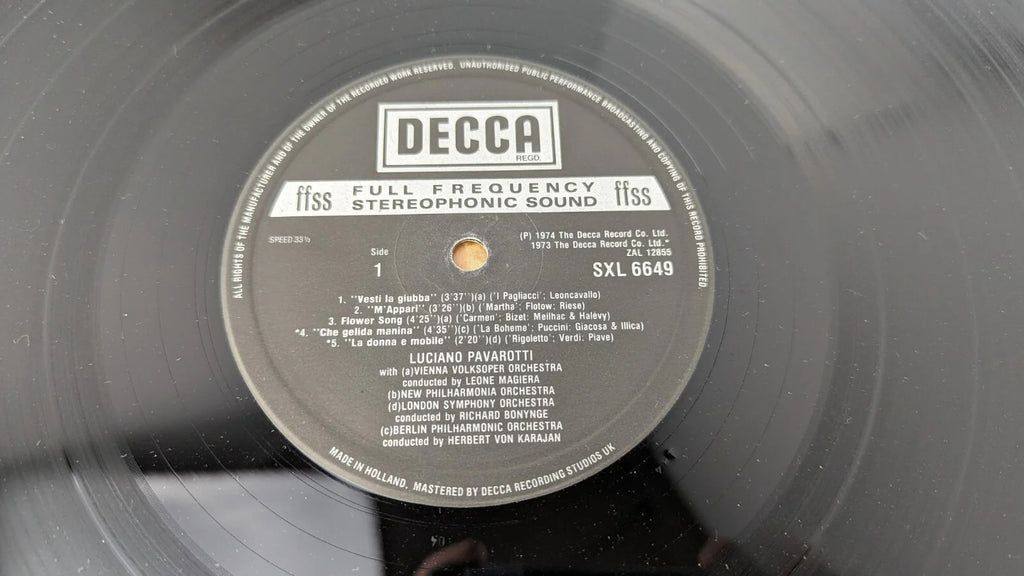 ALL RIGHTS OF THE MANUFACTURER AND OF THE OWNER OF THE RECORDED WORK RESERVED. UNAUTHORISED PUBLIC PERFORMANCE BROADCASTING AND COPYING OF THIS RECORD PROHIBITED
DECCA
REGD.
ffss FULL FREQUENCY STEREOPHONIC SOUND ffss
SPEED 33⅓
(P) 1974 The Decca Record Co. Ltd.
1973 The Decca Record Co. Ltd.*
ZAL 12855
Side
1
SXL 6649
1. "Vesti la giubba" (3'37'')(a) ('I Pagliacci'; Leoncavallo)
2. "M'Appari" (3'26'')(b) ('Martha': Flotow: Riese)
3. Flower Song (4'25'')(a) ('Carmen'; Bizet: Meilhac & Halévy)
*4. "Che gelida manina" (4'35'')(c) ('La Boheme'; Puccini: Giacosa & Illica)
*5. "La donna e mobile" (2'20'')(d) ('Rigoletto'; Verdi: Piave)
LUCIANO PAVAROTTI
with (a)VIENNA VOLKSOPER ORCHESTRA
conducted by LEONE MAGIERA
(b)NEW PHILHARMONIA ORCHESTRA
(d)LONDON SYMPHONY ORCHESTRA
conducted by RICHARD BONYNGE
(c)BERLIN PHILHARMONIC ORCHESTRA
conducted by HERBERT VON KARAJAN
MADE IN HOLLAND. MASTERED BY DECCA RECORDING STUDIOS UK